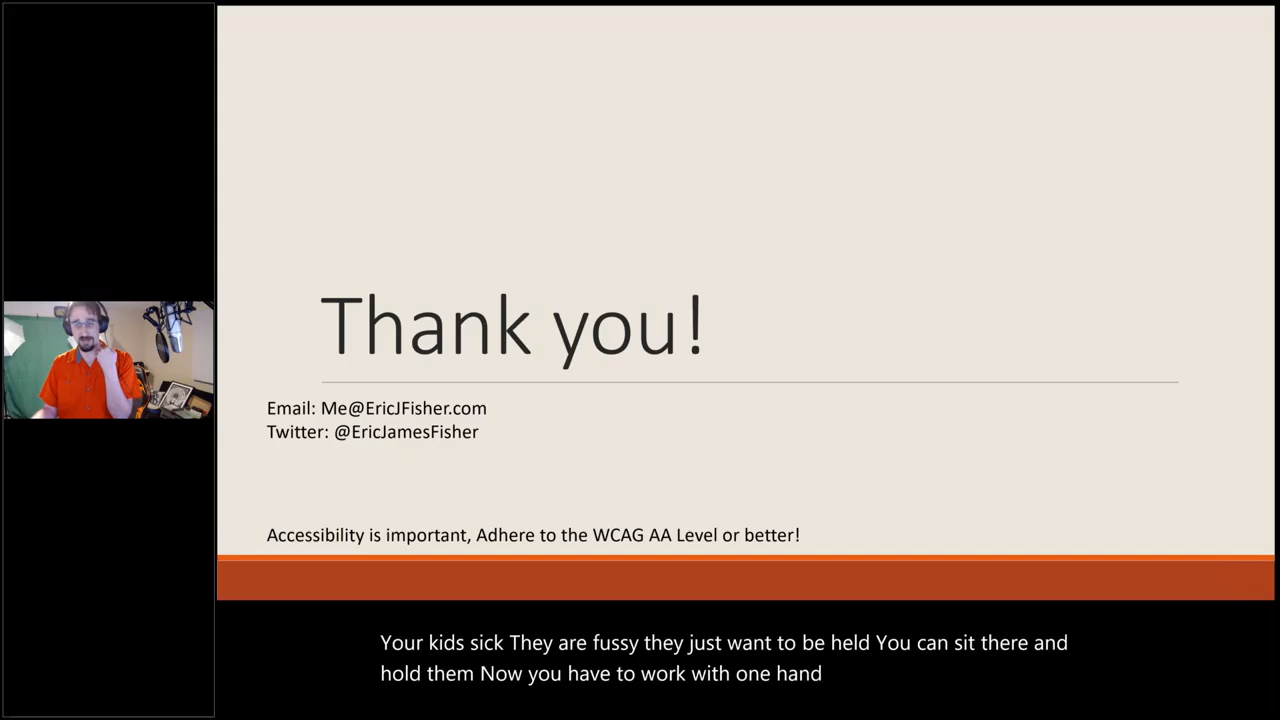 Thank you!
Email: Me@EricJFisher.com
Twitter: @EricJamesFisher
Accessibility is important, Adhere to the WCAG AA Level or better!
Your kids sick They are fussy they just want to be held You can sit there and
hold them Now you have to work with one hand